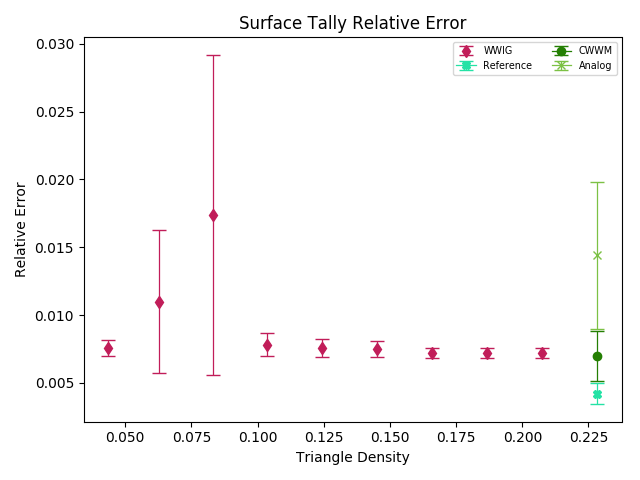 Surface Tally Relative Error
0.030
0.025
0.020
0.015
0.010
0.005
Relative Error
WWIG
Reference
CWWM
Analog
0.050
0.075
0.100
0.125
0.150
0.175
0.200
0.225
Triangle Density